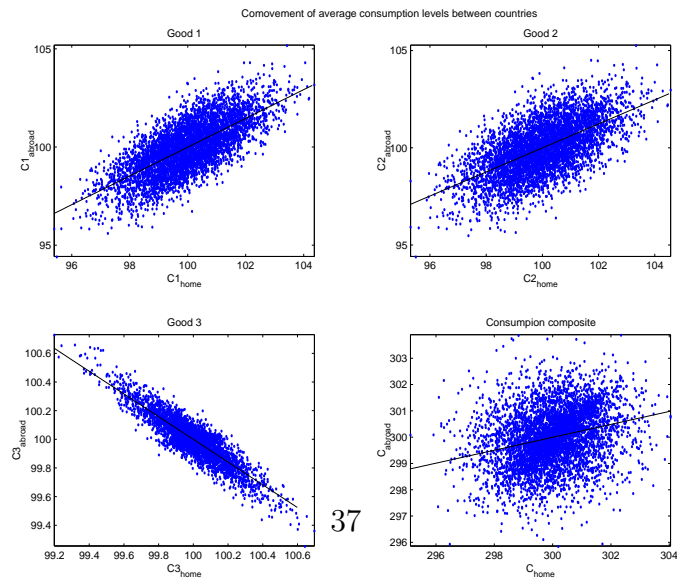 Comovement of average consumption levels between countries
Good 1
105
100
95
C1abroad
96 98 100 102 104
C1home
Good 2
105
100
95
C2abroad
96 98 100 102 104
C2home
Good 3
100.6
100.4
100.2
100
99.8
99.6
99.4
C3abroad
99.2 99.4 99.6 99.8 100 100.2 100.4 100.6
C3home
37
Consumpion composite
303
302
301
300
299
298
297
296
Cabroad
296 298 300 302 304
Chome